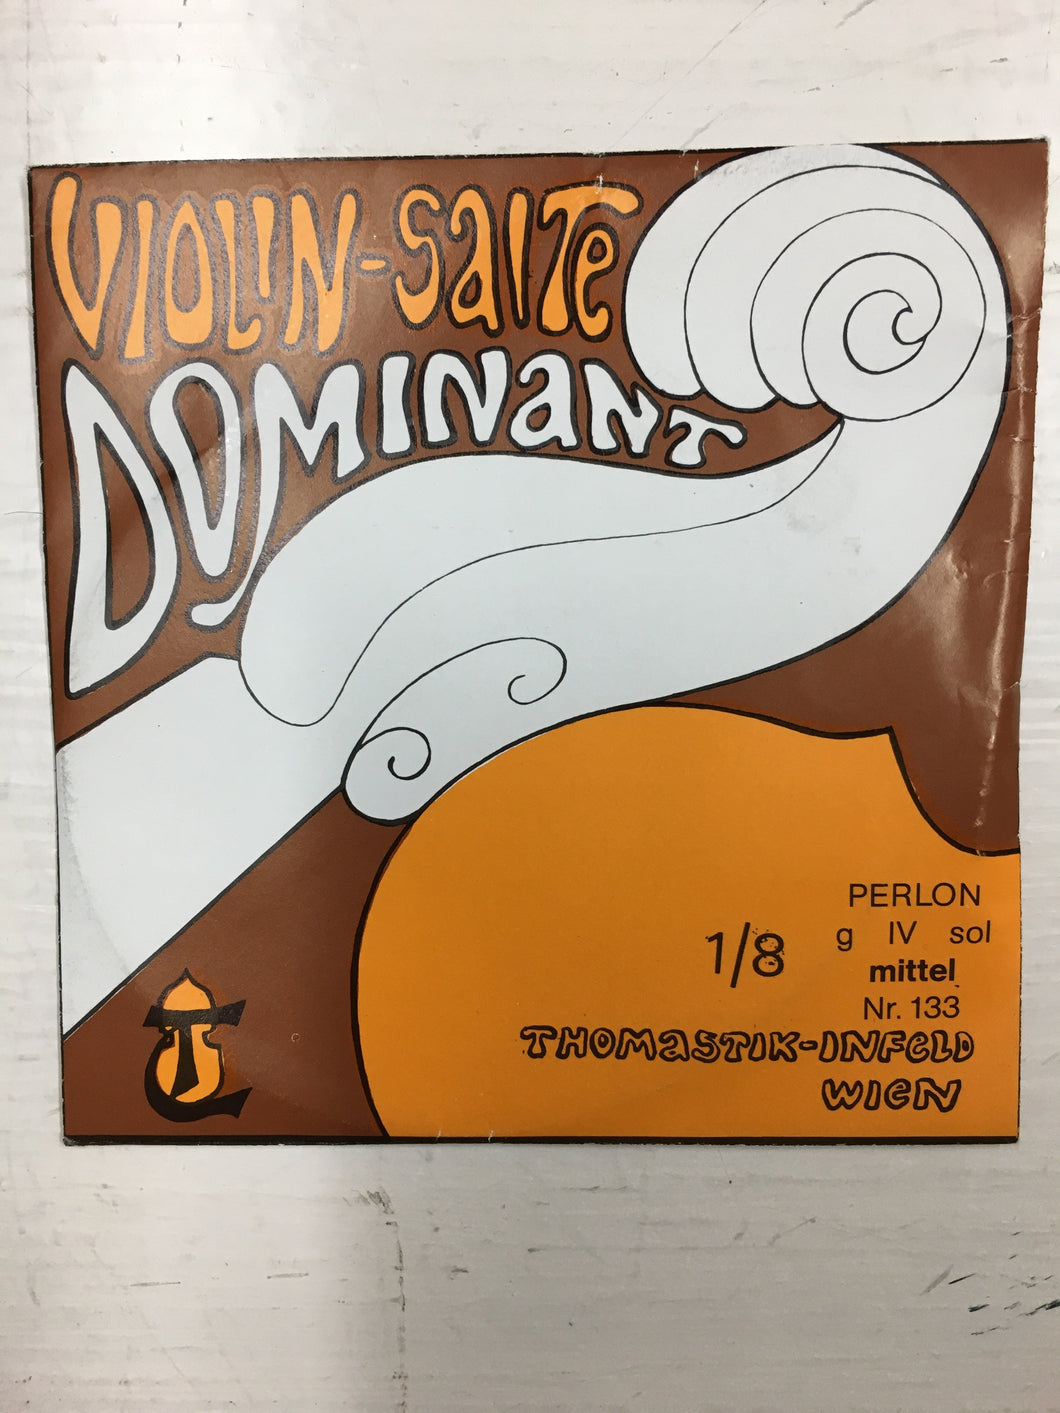 VIOLIN-SAITE
DOMINANT
PERLON
1/8 g IV sol
mittel
Nr. 133
THOMASTIK-INFELD
WIEN